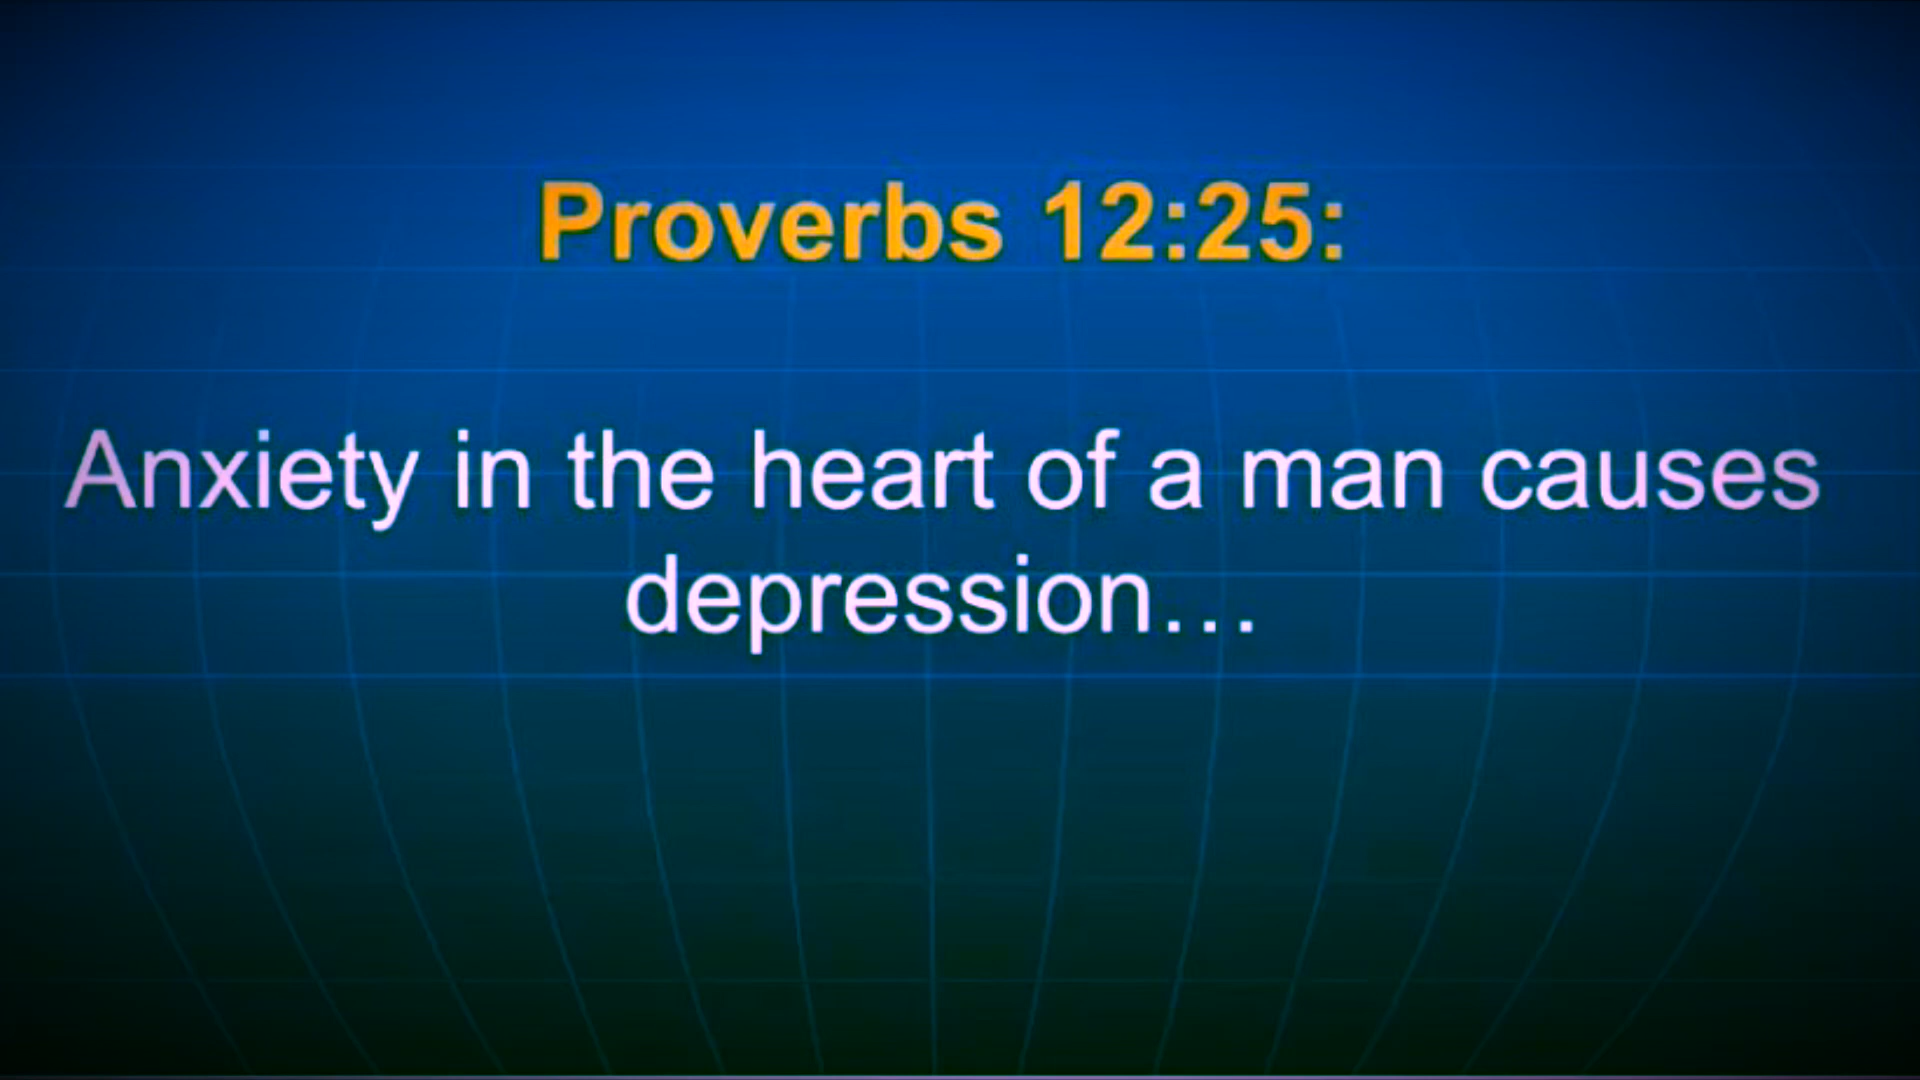 Proverbs 12:25:
Anxiety in the heart of a man causes
depression…